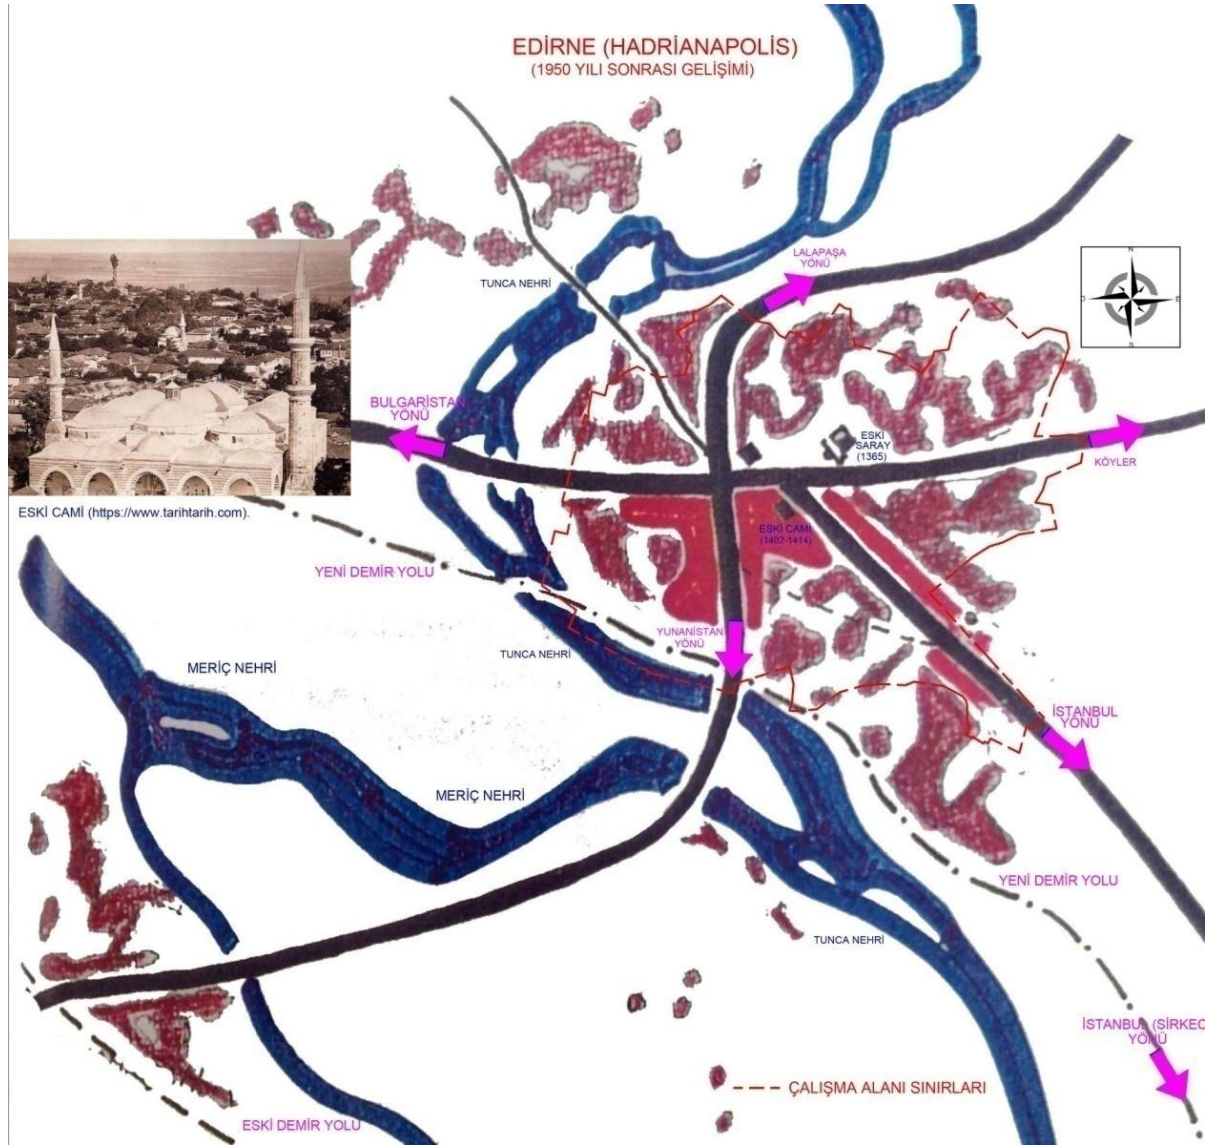 EDİRNE (HADRİANAPOLİS)
(1950 YILI SONRASI GELİŞİMİ)
LALAPAŞA
YÖNÜ
TUNCA NEHRİ
N
D
E
S
BULGARİSTAN
YÖNÜ
ESKİ
SARAY
(1365)
KÖYLER
ESKİ CAMİ (https://www.tarihtarih.com).
ESKİ CAMİ
(1402-1414)
YENİ DEMİR YOLU
YUNANİSTAN
YÖNÜ
TUNCA NEHRİ
MERİÇ NEHRİ
İSTANBUL
YÖNÜ
MERİÇ NEHRİ
YENİ DEMİR YOLU
TUNCA NEHRİ
İSTANBUL (SİRKEC
YÖNÜ
ÇALIŞMA ALANI SINIRLARI
ESKİ DEMİR YOLU